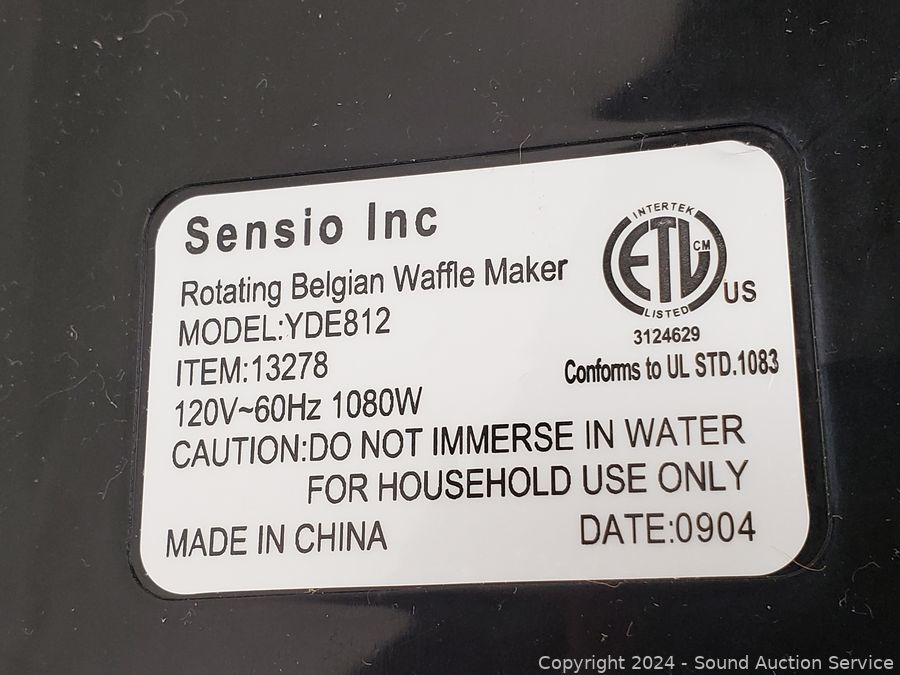 Sensio Inc
Rotating Belgian Waffle Maker
MODEL:YDE812
ITEM:13278
120V~60Hz 1080W
CAUTION:DO NOT IMMERSE IN WATER
FOR HOUSEHOLD USE ONLY
MADE IN CHINA
DATE:0904
INTERTEK
ETL
CM
US
LISTED
3124629
Conforms to UL STD.1083
Copyright 2024 - Sound Auction Service